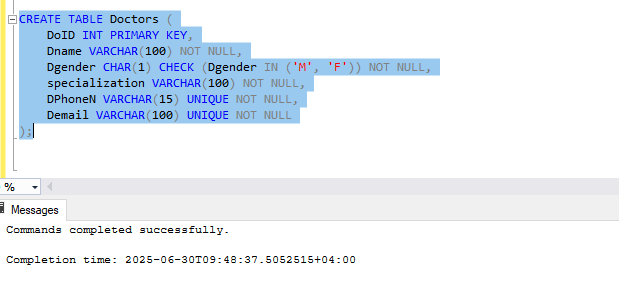 CREATE TABLE Doctors (
DoID INT PRIMARY KEY,
Dname VARCHAR(100) NOT NULL,
Dgender CHAR(1) CHECK (Dgender IN ('M', 'F')) NOT NULL,
specialization VARCHAR(100) NOT NULL,
DPhoneN VARCHAR(15) UNIQUE NOT NULL,
Demail VARCHAR(100) UNIQUE NOT NULL
);
%
Messages
Commands completed successfully.
Completion time: 2025-06-30T09:48:37.5052515+04:00